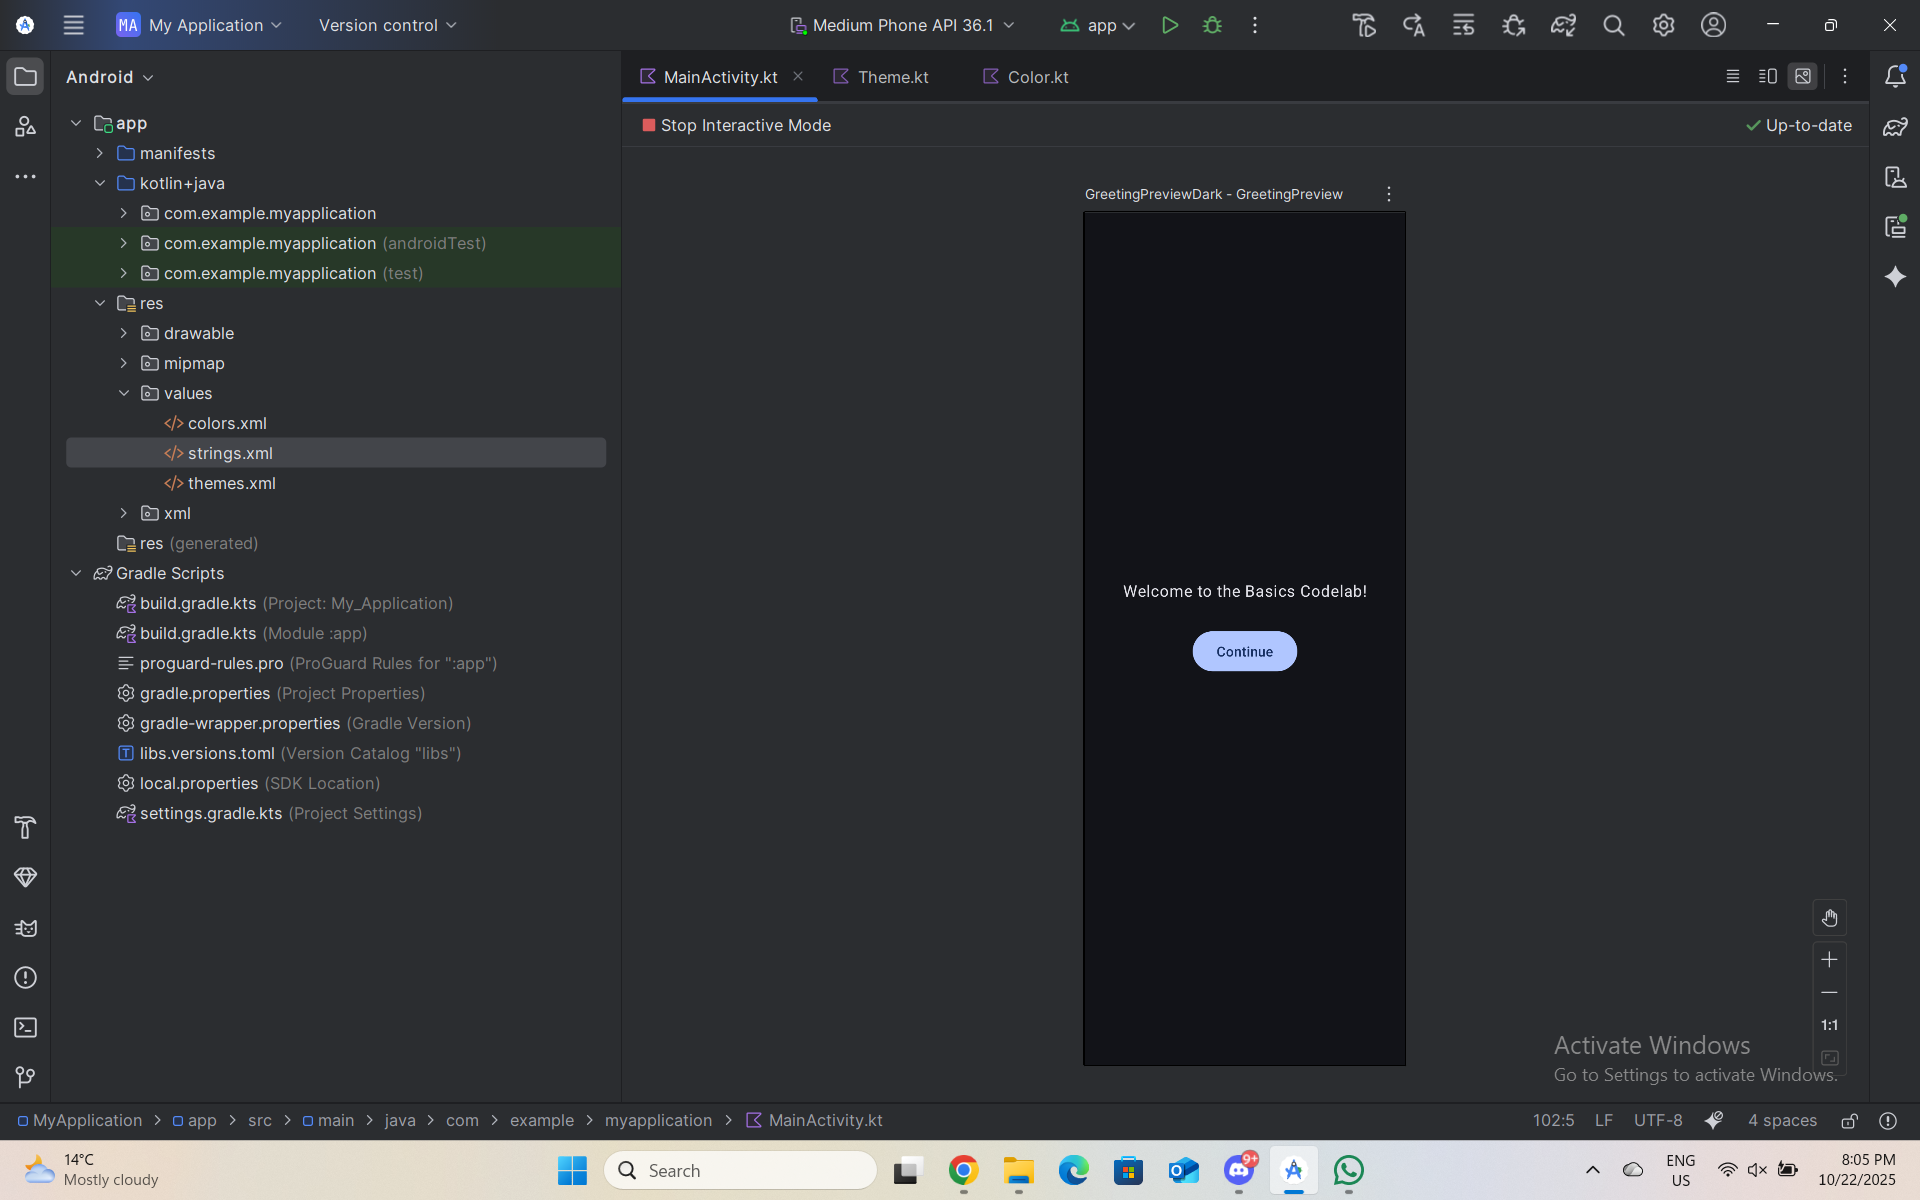 MA My Application
Version control
Medium Phone API 36.1
app
Android
MainActivity.kt
Theme.kt
Color.kt
Stop Interactive Mode
Up-to-date
app
manifests
kotlin+java
com.example.myapplication
com.example.myapplication (androidTest)
com.example.myapplication (test)
res
drawable
mipmap
values
</> colors.xml
</> strings.xml
</> themes.xml
xml
res (generated)
Gradle Scripts
build.gradle.kts (Project: My_Application)
build.gradle.kts (Module :app)
proguard-rules.pro (ProGuard Rules for ":app")
gradle.properties (Project Properties)
gradle-wrapper.properties (Gradle Version)
T libs.versions.toml (Version Catalog "libs")
local.properties (SDK Location)
settings.gradle.kts (Project Settings)
GreetingPreviewDark - GreetingPreview
Welcome to the Basics Codelab!
Continue
1:1
Activate Windows
Go to Settings to activate Windows.
MyApplication > app > src > main > java > com > example > myapplication > MainActivity.kt
102:5 LF UTF-8 4 spaces
14°C
Mostly cloudy
Search
9+
ENG
US
8:05 PM
10/22/2025